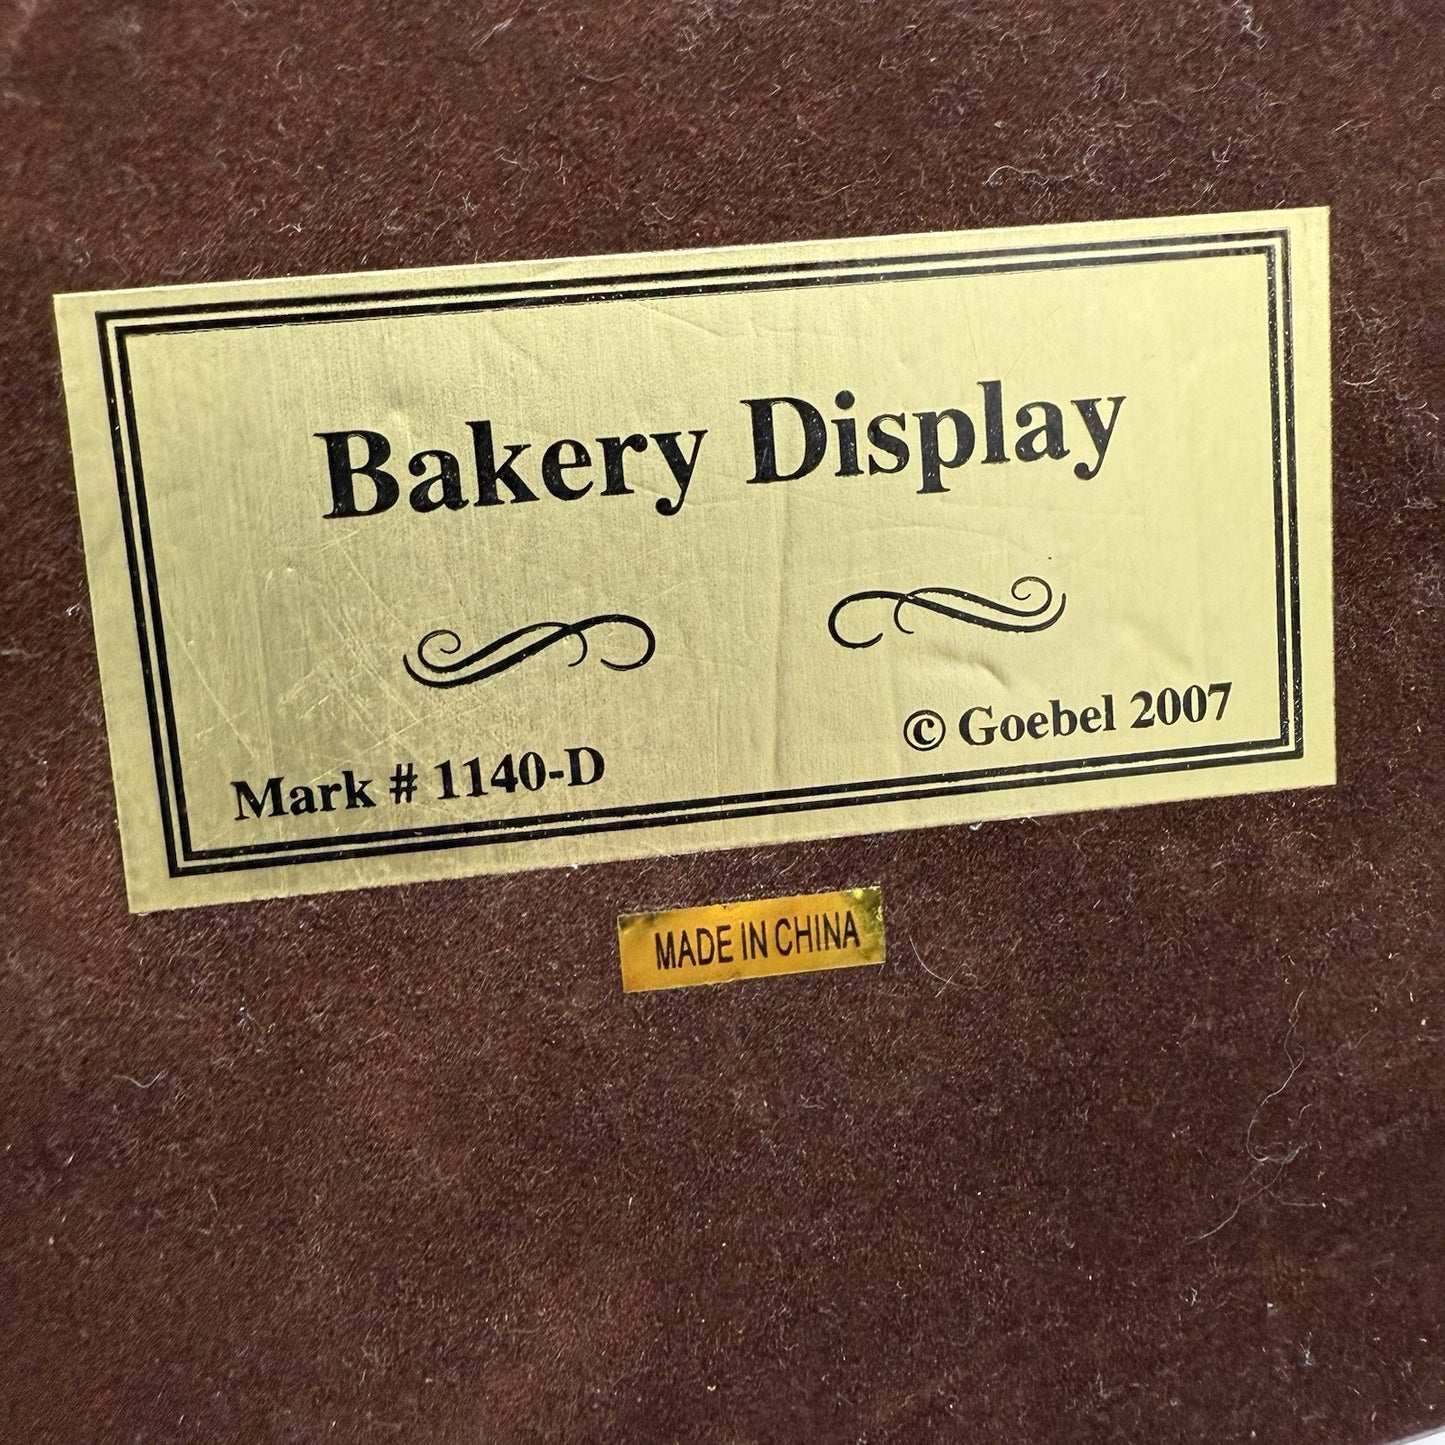 Bakery Display
Mark # 1140-D
© Goebel 2007
MADE IN CHINA